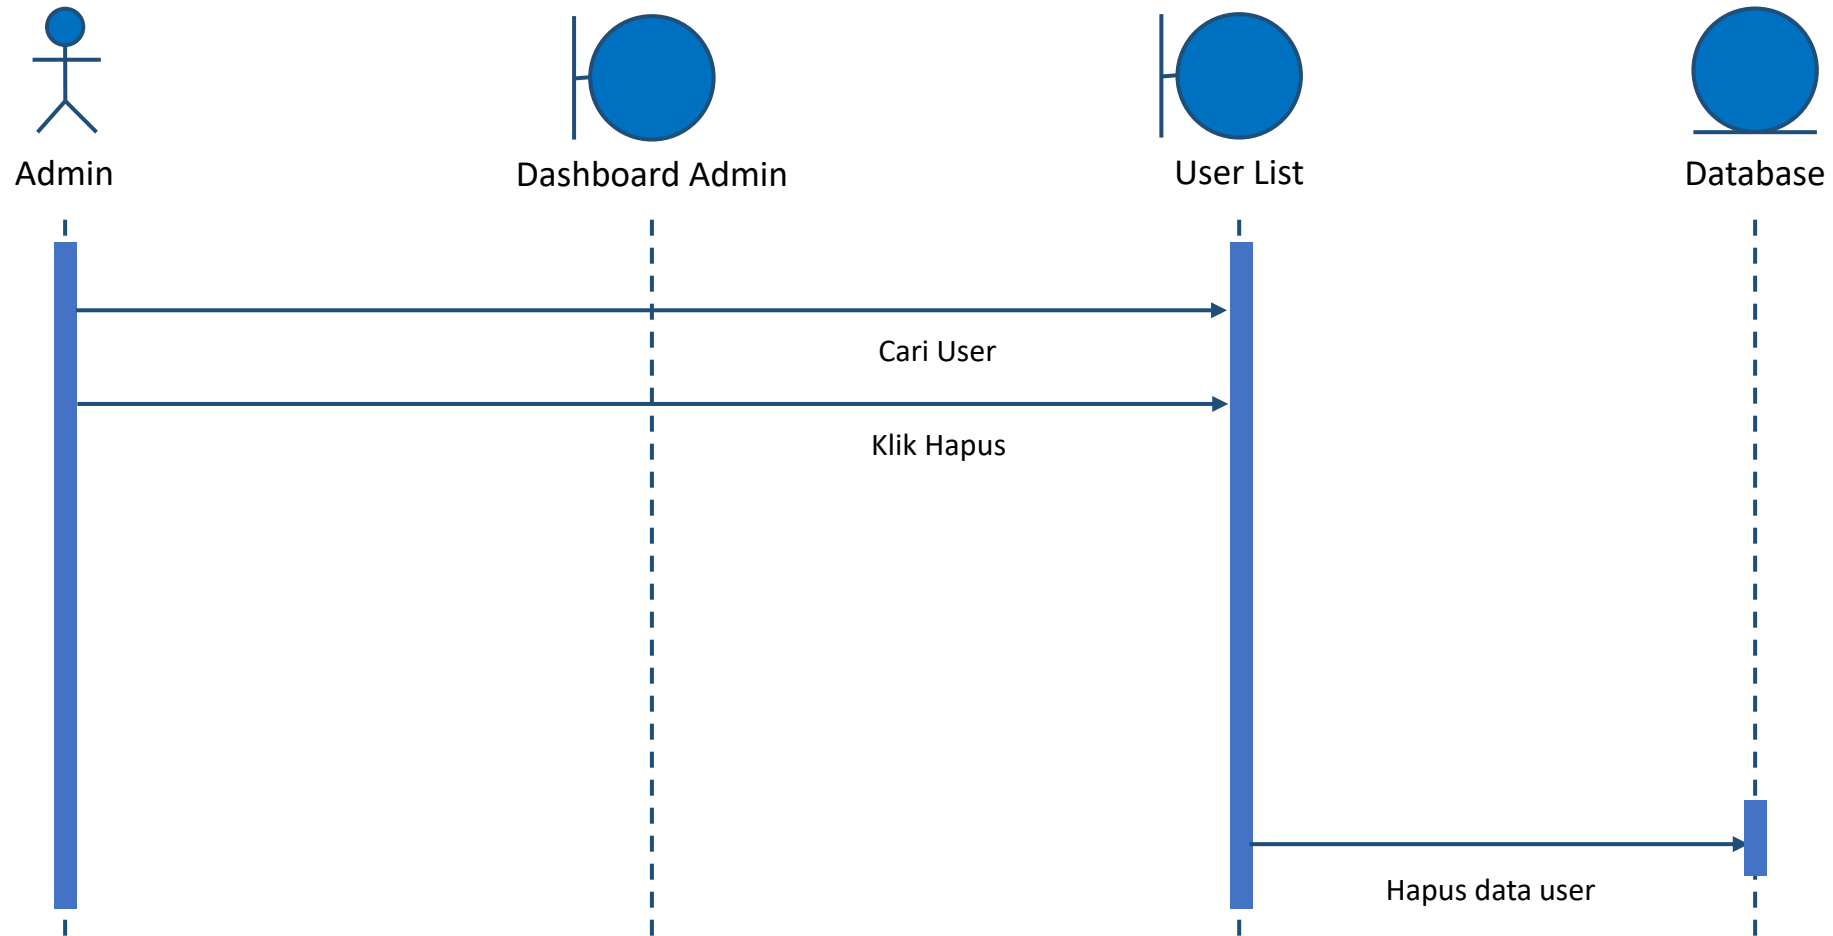 Admin
Dashboard Admin
User List
Database
Cari User
Klik Hapus
Hapus data user